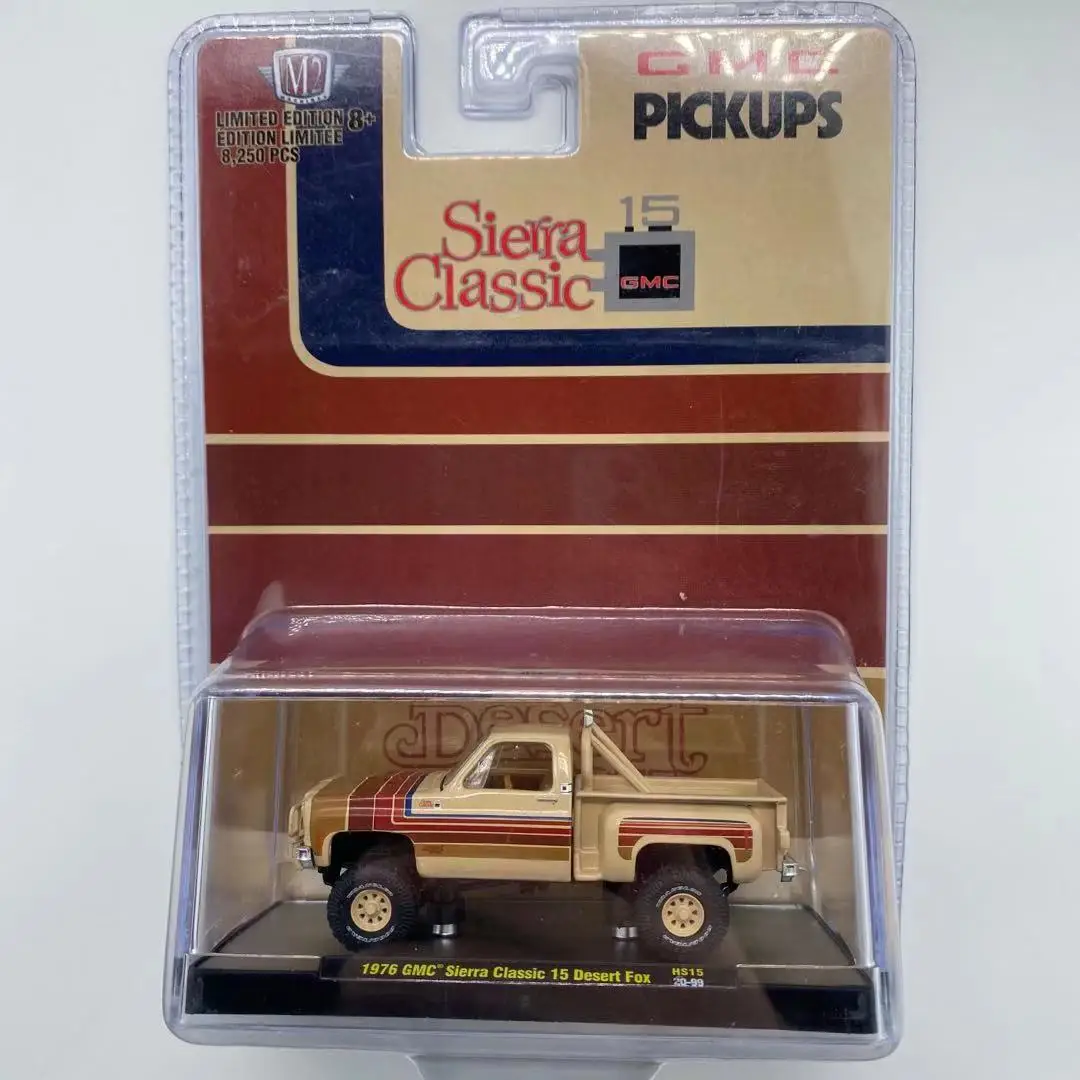 M2
MACHINES
LIMITED EDITION 8+
EDITION LIMITEE
8,250 PCS
GMC
PICKUPS
Sierra
Classic
15
GMC
Desert
1976 GMC® Sierra Classic 15 Desert Fox
HS15
20-99